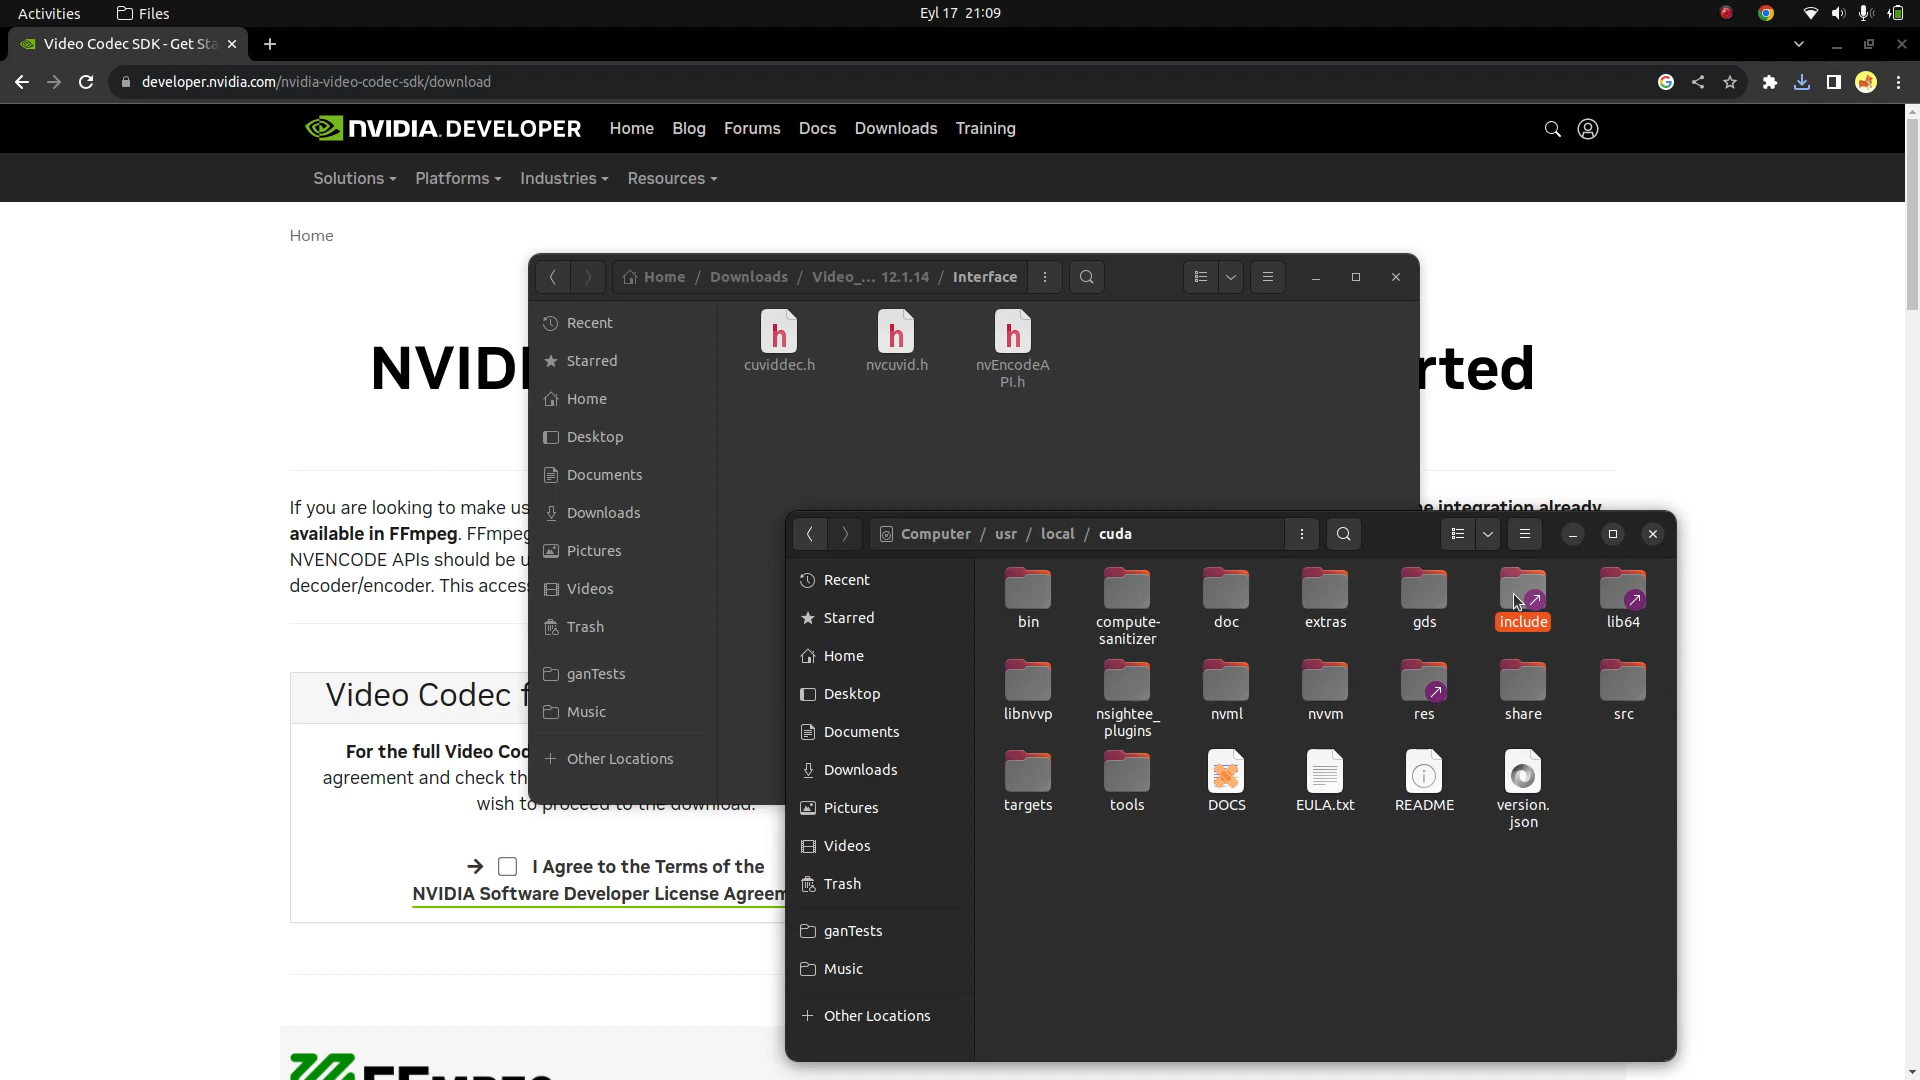 Activities
Files
Eyl 17 21:09
Video Codec SDK - Get Sta
developer.nvidia.com/nvidia-video-codec-sdk/download
NVIDIA. DEVELOPER
Home
Blog
Forums
Docs
Downloads
Training
Solutions
Platforms
Industries
Resources
Home
NVIDI
rted
If you are looking to make us
e integration already
available in FFmpeg. FFmpeg
NVENCODE APIs should be u
decoder/encoder. This access
Video Codec f
For the full Video Cod
agreement and check th
wish to proceed to the download.
I Agree to the Terms of the
NVIDIA Software Developer License Agreem
Home / Downloads / Video_... 12.1.14 / Interface
Recent
Starred
Home
Desktop
Documents
Downloads
Pictures
Videos
Trash
ganTests
Music
Other Locations
h
h
h
cuviddec.h
nvcuvid.h
nvEncodeA
PI.h
Computer / usr / local / cuda
Recent
Starred
Home
Desktop
Documents
Downloads
Pictures
Videos
Trash
ganTests
Music
Other Locations
bin
compute-
sanitizer
doc
extras
gds
include
lib64
libnvvp
nsightee_
plugins
nvml
nvvm
res
share
src
targets
tools
DOCS
EULA.txt
README
version.
json